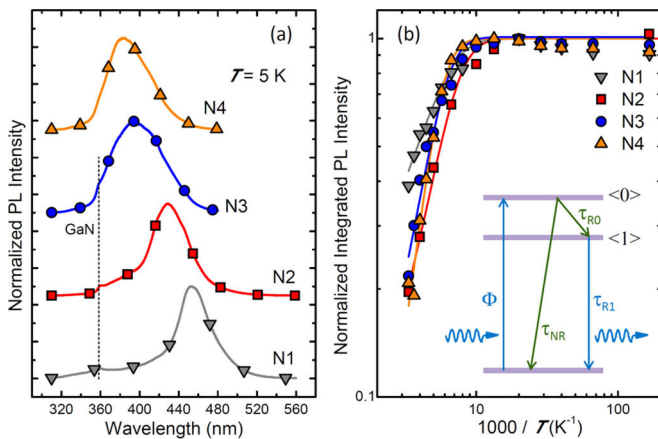 (a)
T = 5 K
N4
N3
GaN
N2
N1
320 360 400 440 480 520 560
Wavelength (nm)
Normalized PL Intensity
(b)
1
0.1
N1
N2
N3
N4
<0>
τR0
<1>
Φ
τNR
τR1
10 100
1000 / T (K-1)
Normalized Integrated PL Intensity